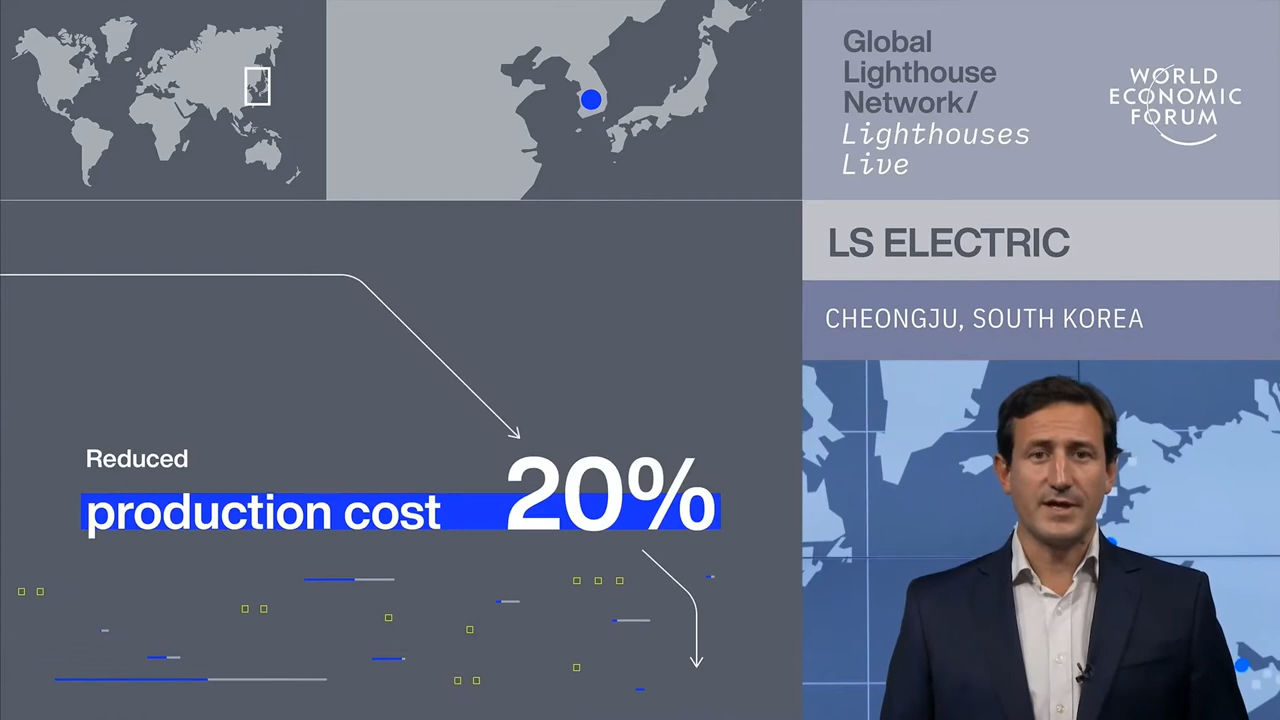 Global
Lighthouse
Network/
Lighthouses
Live
WORLD
ECONOMIC
FORUM
LS ELECTRIC
CHEONGJU, SOUTH KOREA
Reduced
production cost 20%